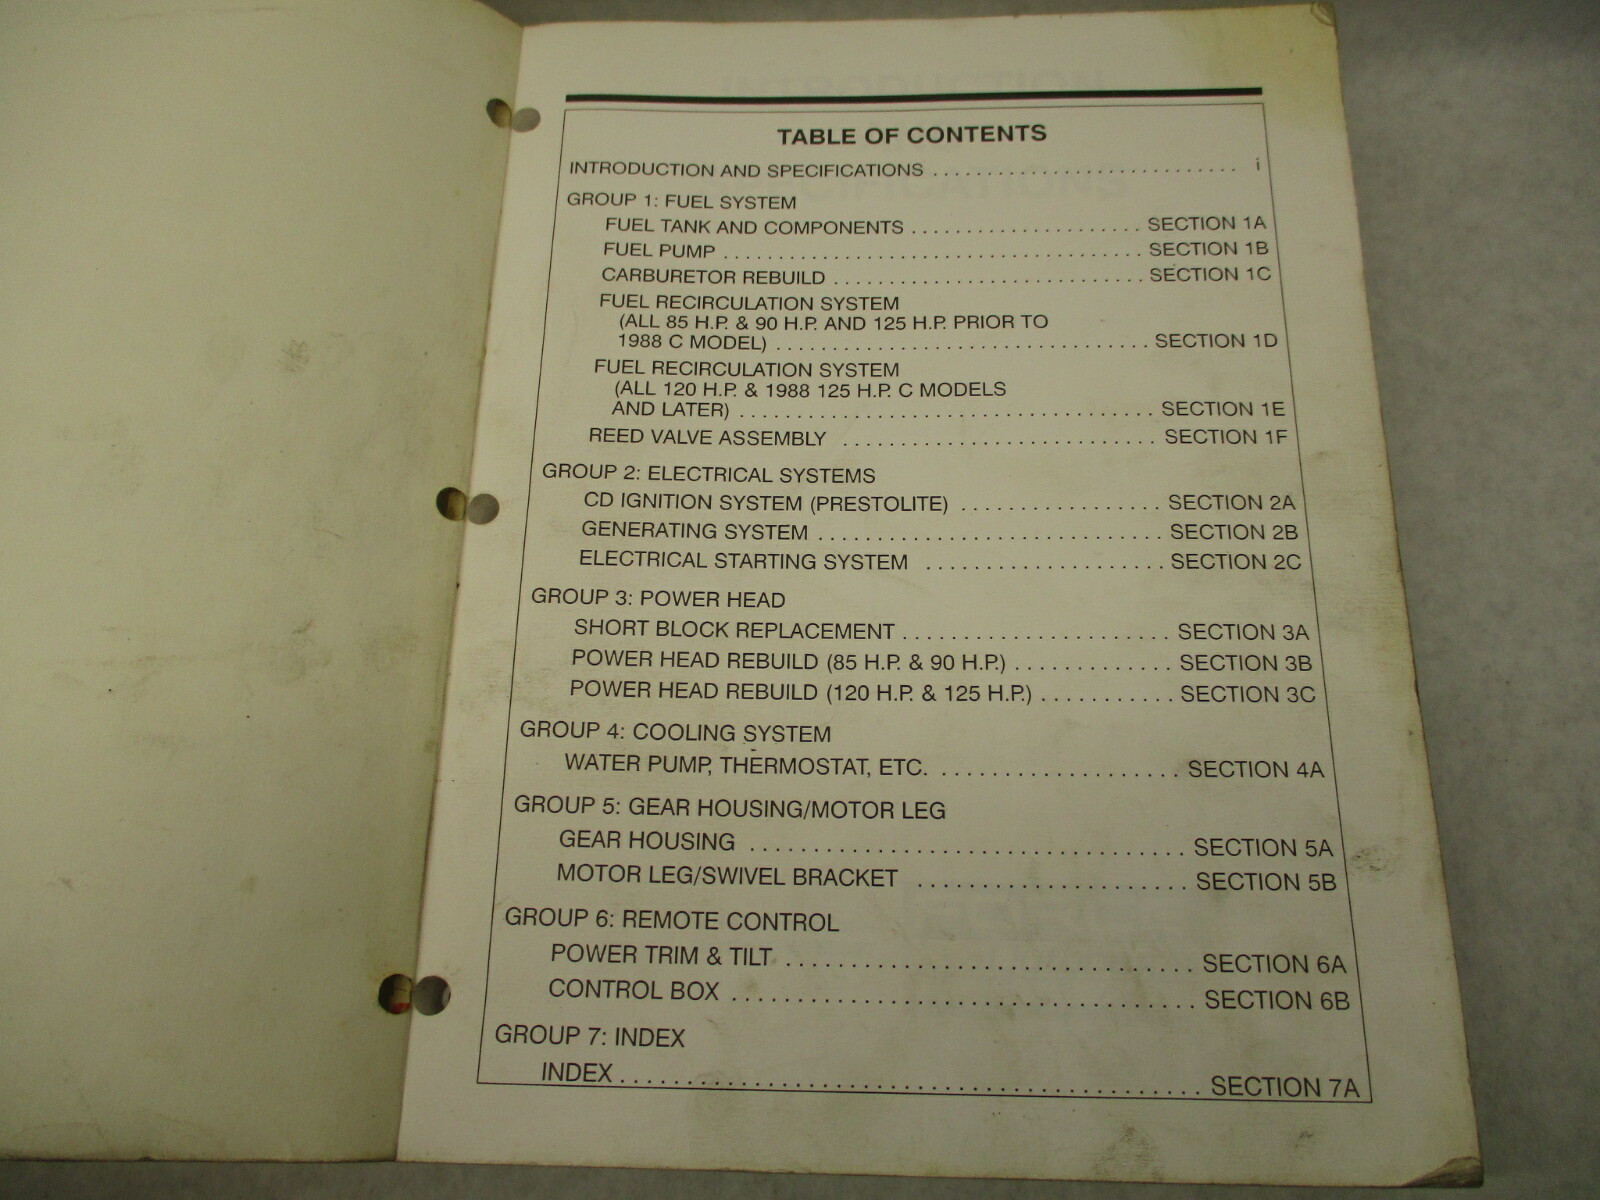 TABLE OF CONTENTS
INTRODUCTION AND SPECIFICATIONS . . . . . . . . . . . . . . . . . . . . . . . . . . . . i
GROUP 1: FUEL SYSTEM
FUEL TANK AND COMPONENTS . . . . . . . . . . . . . . . . . . . . . SECTION 1A
FUEL PUMP . . . . . . . . . . . . . . . . . . . . . . . . . . . . . . . . . . . . . . SECTION 1B
CARBURETOR REBUILD . . . . . . . . . . . . . . . . . . . . . . . . . . . . SECTION 1C
FUEL RECIRCULATION SYSTEM
(ALL 85 H.P. & 90 H.P. AND 125 H.P. PRIOR TO
1988 C MODEL) . . . . . . . . . . . . . . . . . . . . . . . . . . . . . . . . . . SECTION 1D
FUEL RECIRCULATION SYSTEM
(ALL 120 H.P. & 1988 125 H.P. C MODELS
AND LATER) . . . . . . . . . . . . . . . . . . . . . . . . . . . . . . . . . . . . . . SECTION 1E
REED VALVE ASSEMBLY . . . . . . . . . . . . . . . . . . . . . . . . . . . . SECTION 1F
GROUP 2: ELECTRICAL SYSTEMS
CD IGNITION SYSTEM (PRESTOLITE) . . . . . . . . . . . . . . . . . . SECTION 2A
GENERATING SYSTEM . . . . . . . . . . . . . . . . . . . . . . . . . . . . . . SECTION 2B
ELECTRICAL STARTING SYSTEM . . . . . . . . . . . . . . . . . . . . . SECTION 2C
GROUP 3: POWER HEAD
SHORT BLOCK REPLACEMENT . . . . . . . . . . . . . . . . . . . . . . . SECTION 3A
POWER HEAD REBUILD (85 H.P. & 90 H.P.) . . . . . . . . . . . . . SECTION 3B
POWER HEAD REBUILD (120 H.P. & 125 H.P.) . . . . . . . . . . . SECTION 3C
GROUP 4: COOLING SYSTEM
WATER PUMP, THERMOSTAT, ETC. . . . . . . . . . . . . . . . . . . . . SECTION 4A
GROUP 5: GEAR HOUSING/MOTOR LEG
GEAR HOUSING . . . . . . . . . . . . . . . . . . . . . . . . . . . . . . . . . . SECTION 5A
MOTOR LEG/SWIVEL BRACKET . . . . . . . . . . . . . . . . . . . . . SECTION 5B
GROUP 6: REMOTE CONTROL
POWER TRIM & TILT . . . . . . . . . . . . . . . . . . . . . . . . . . . . . . . SECTION 6A
CONTROL BOX . . . . . . . . . . . . . . . . . . . . . . . . . . . . . . . . . . . SECTION 6B
GROUP 7: INDEX
INDEX . . . . . . . . . . . . . . . . . . . . . . . . . . . . . . . . . . . . . . . . . . . SECTION 7A